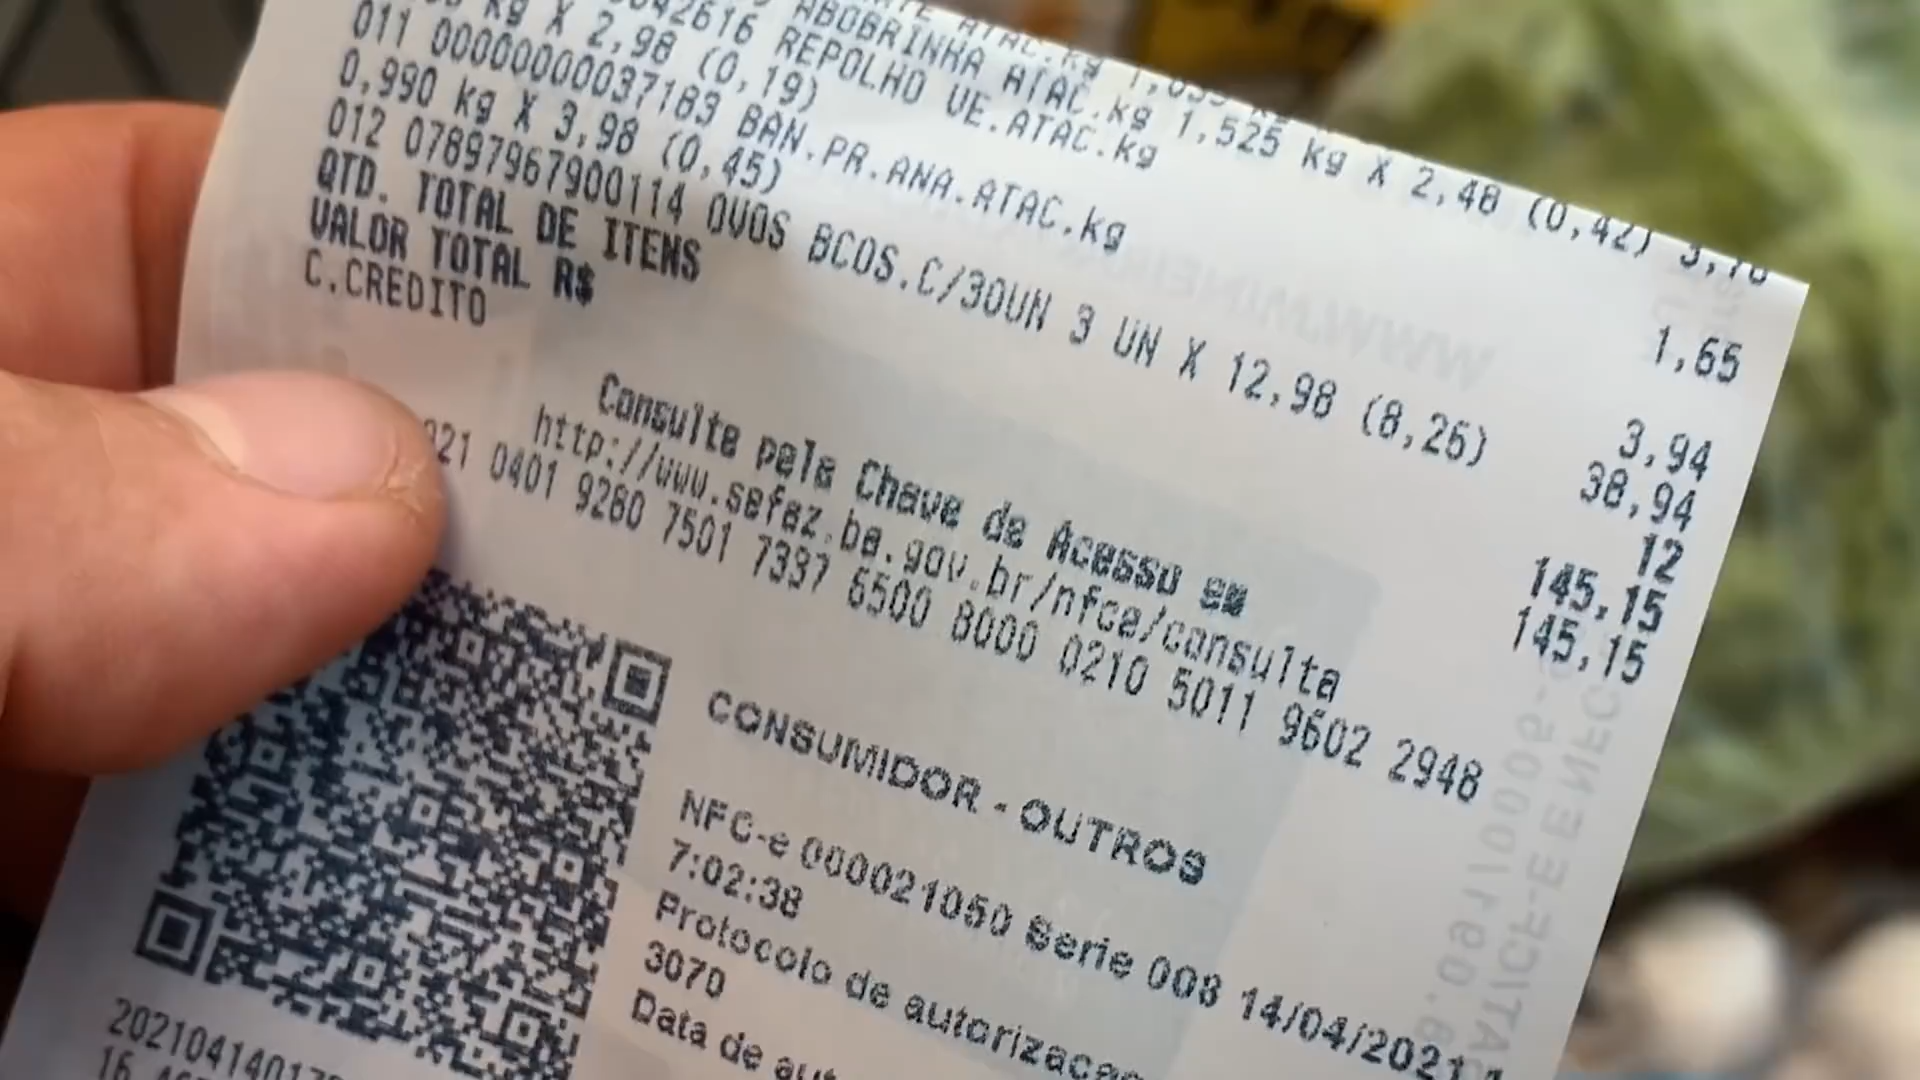 ABOBRINHA ATAC.kg 1,525 kg X 2,48 (0,42) 3,78
REPOLHO VE.ATAC.kg
kg X 2,98 (0,19) 1,65
011 0000000037189 BAN.PR.ANA.ATAC.kg
0,990 kg X 3,98 (0,45) 3,94
012 07897967900114 OVOS BCOS.C/30UN 3 UN X 12,98 (8,25) 38,94
QTD. TOTAL DE ITENS 12
VALOR TOTAL R$ 145,15
C.CREDITO 145,15
Consulte pela Chave de Acesso em
http://www.sefaz.ba.gov.br/nfce/consulta
0401 9280 7501 7337 6500 8000 0210 5011 9602 2948
CONSUMIDOR - OUTROS
NFC-e 000021050 Serie 008 14/04/2021
7:02:38
Protocolo de
3070
Data de